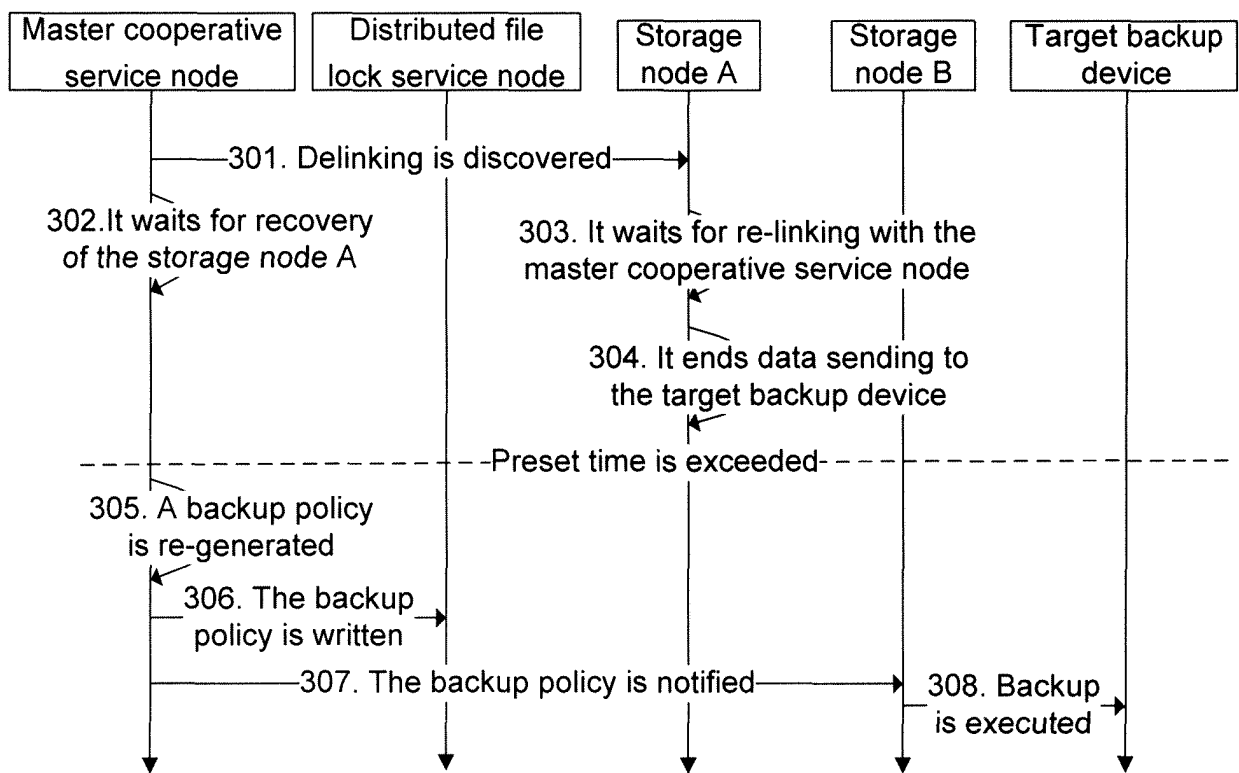 Master cooperative
service node
Distributed file
lock service node
Storage
node A
Storage
node B
Target backup
device
301. Delinking is discovered
302.It waits for recovery
of the storage node A
303. It waits for re-linking with the
master cooperative service node
304. It ends data sending to
the target backup device
Preset time is exceeded
305. A backup policy
is re-generated
306. The backup
policy is written
307. The backup policy is notified
308. Backup
is executed